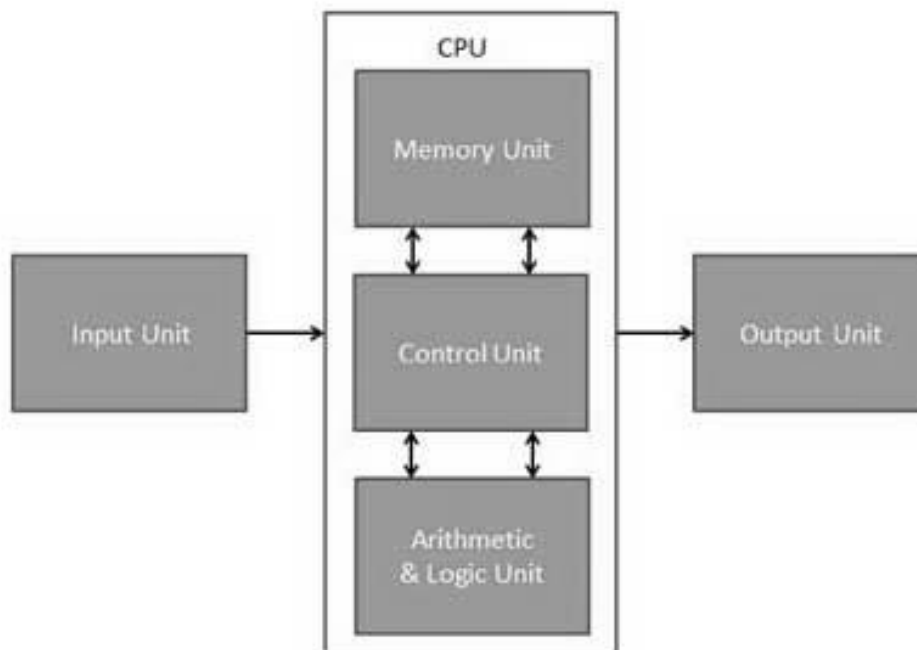 CPU
Memory Unit
Input Unit
Control Unit
Output Unit
Arithmetic
& Logic Unit